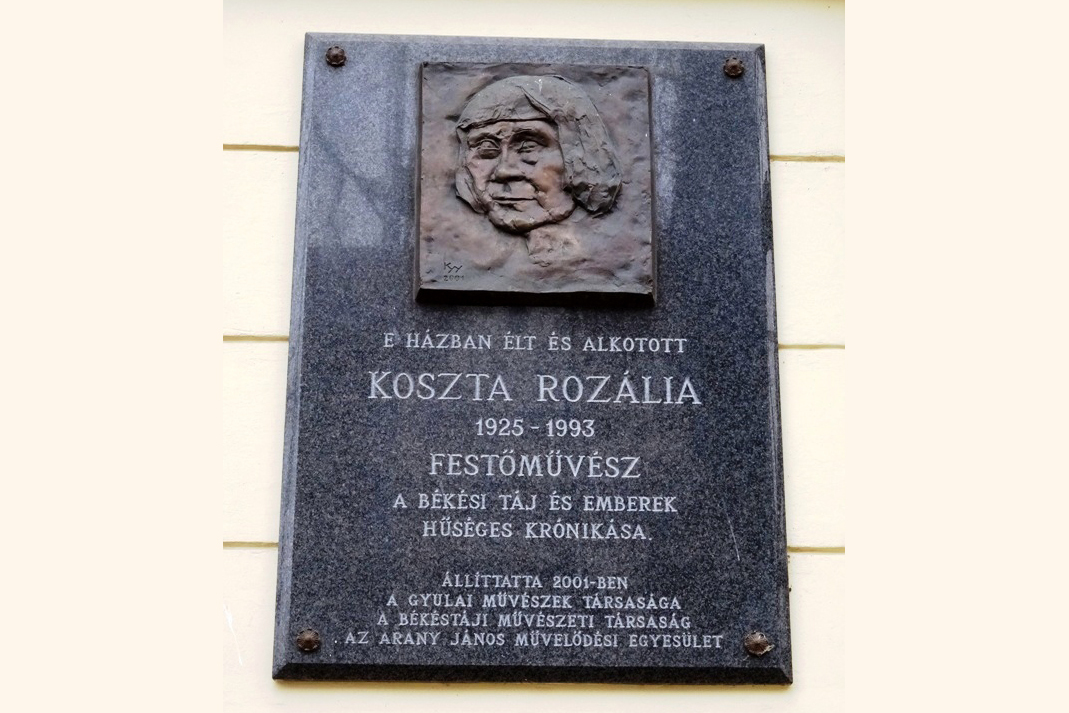 2001
E HÁZBAN ÉLT ÉS ALKOTOTT
KOSZTA ROZÁLIA
1925 - 1993
FESTŐMŰVÉSZ
A BÉKÉSI TÁJ ÉS EMBEREK
HŰSÉGES KRÓNIKÁSA.
ÁLLÍTTATTA 2001-BEN
A GYULAI MŰVÉSZEK TÁRSASÁGA
A BÉKÉSTÁJI MŰVÉSZETI TÁRSASÁG
AZ ARANY JÁNOS MŰVELŐDÉSI EGYESÜLET